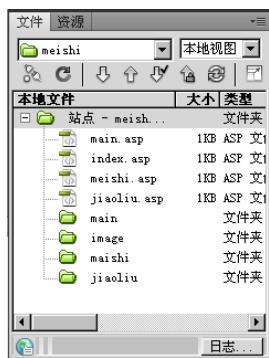 文件 资源
meishi 本地视图
本地文件 大小 类型
站点 - meish... 文件夹
main.asp 1KB ASP 文
index.asp 1KB ASP 文
meishi.asp 1KB ASP 文
jiaoliu.asp 1KB ASP 文
main 文件夹
image 文件夹
maishi 文件夹
jiaoliu 文件夹
日志...